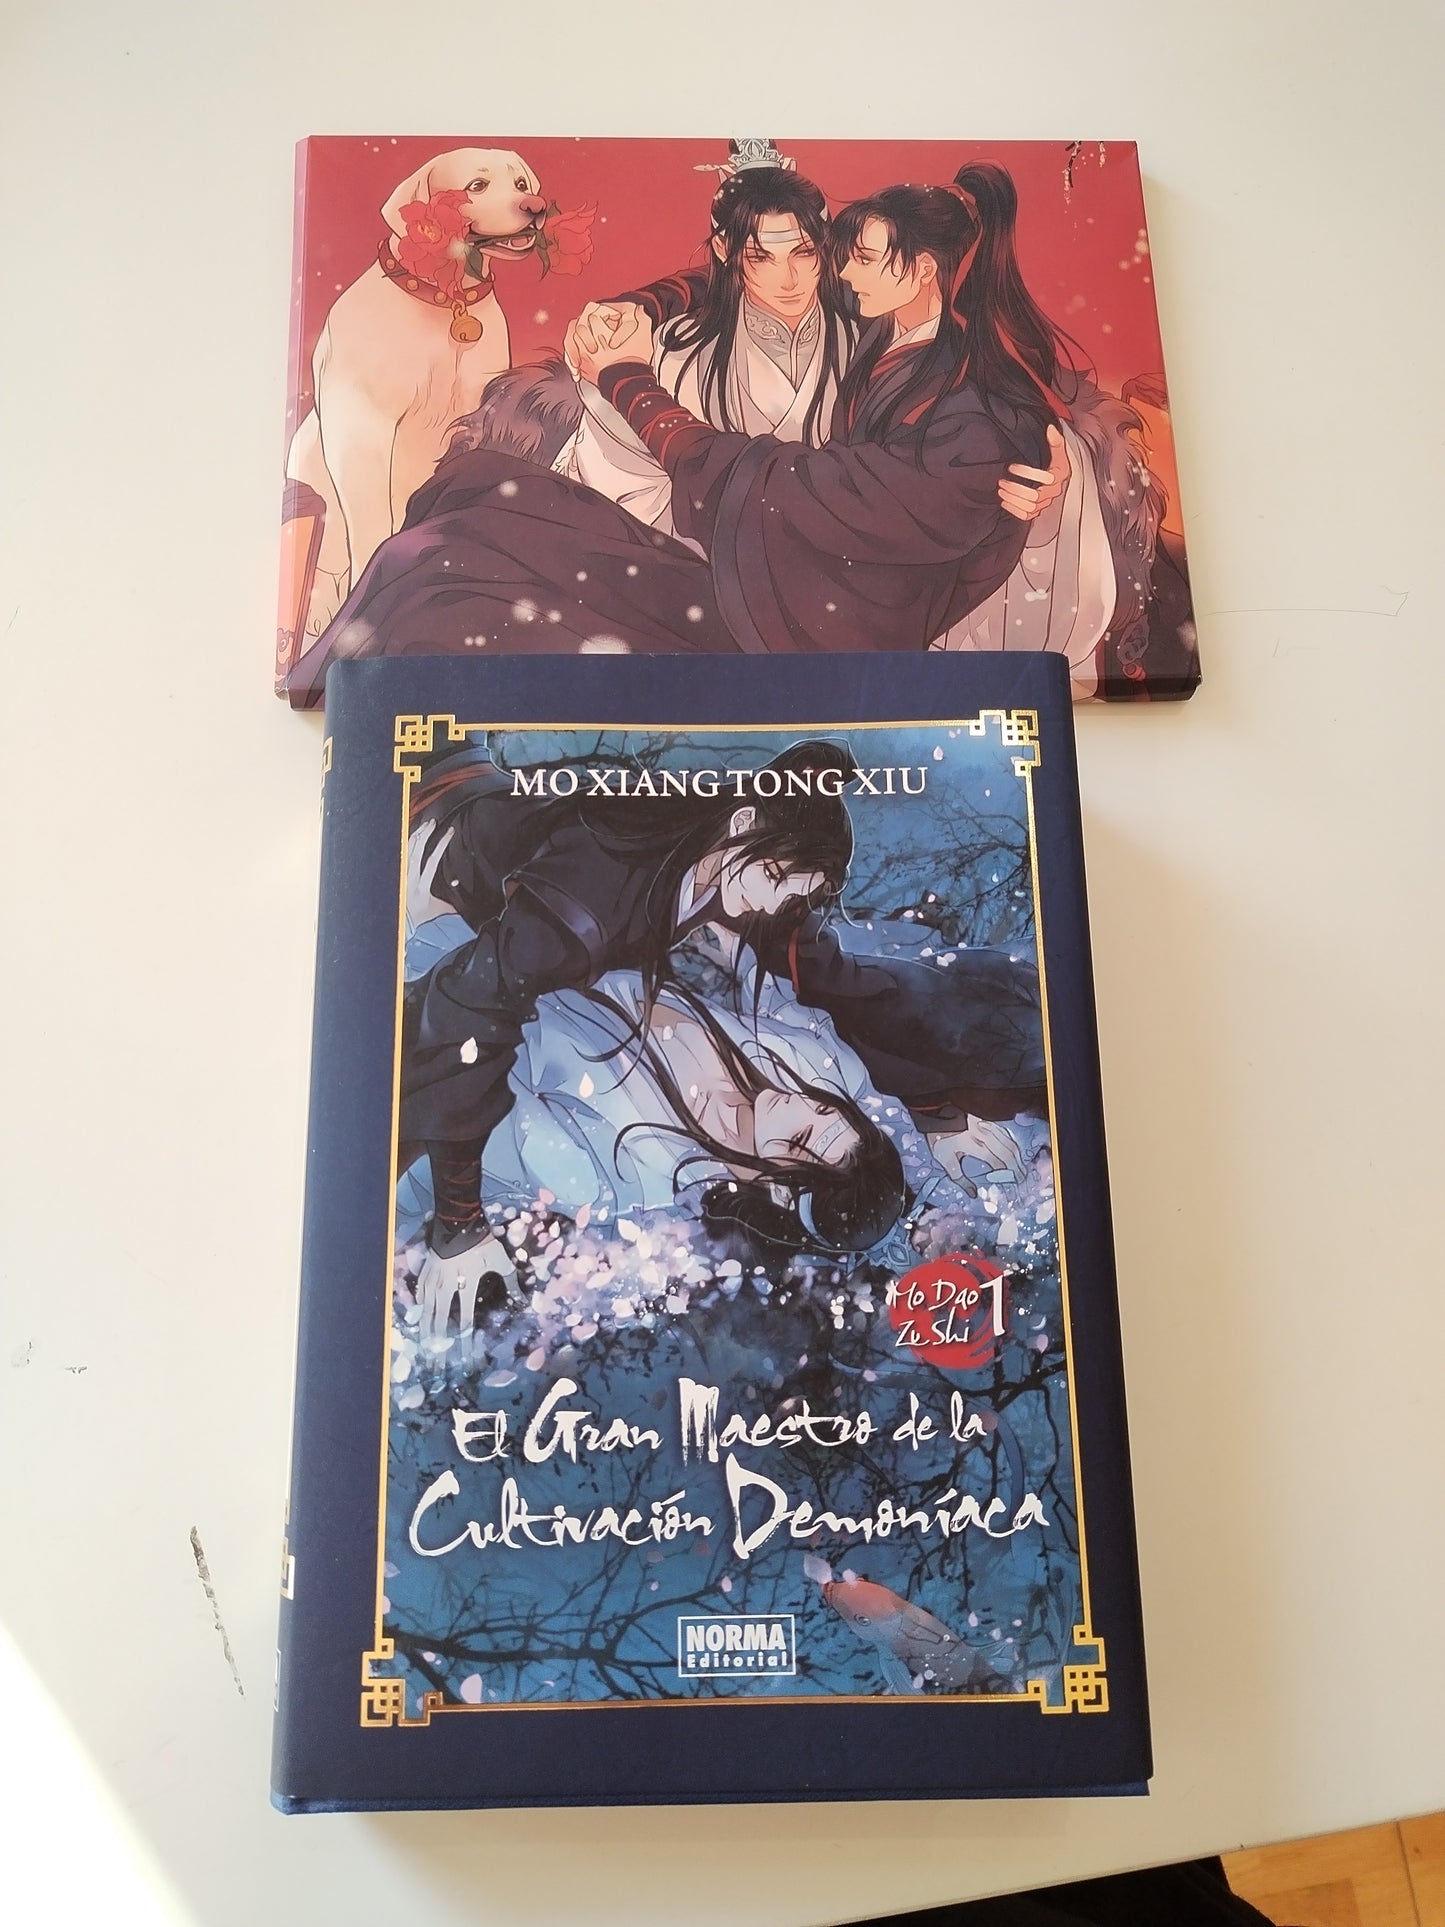 MO XIANG TONG XIU
Mo Dao 1
Zu Shi
El Gran Maestro de la
Cultivación Demoníaca
NORMA
Editorial